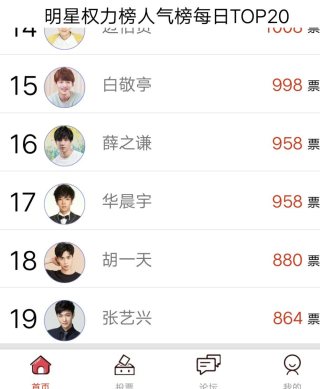 明星权力榜人气榜每日TOP20
14 1008 票
15 白敬亭 998 票
16 薛之谦 958 票
17 华晨宇 958 票
18 胡一天 880 票
19 张艺兴 864 票
首页 投票 论坛 我的